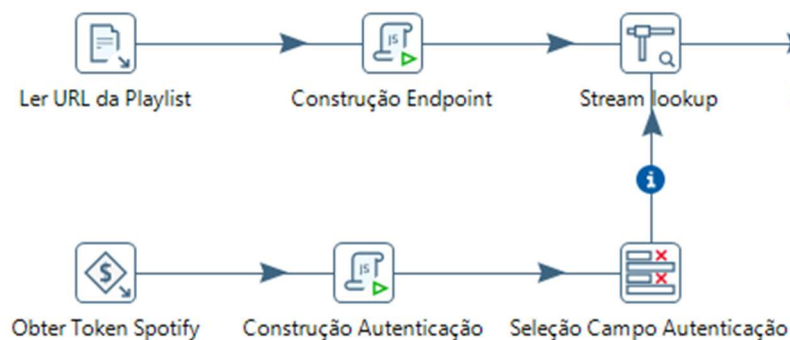 Ler URL da Playlist
Construção Endpoint
Stream lookup
Obter Token Spotify
Construção Autenticação
Seleção Campo Autenticação